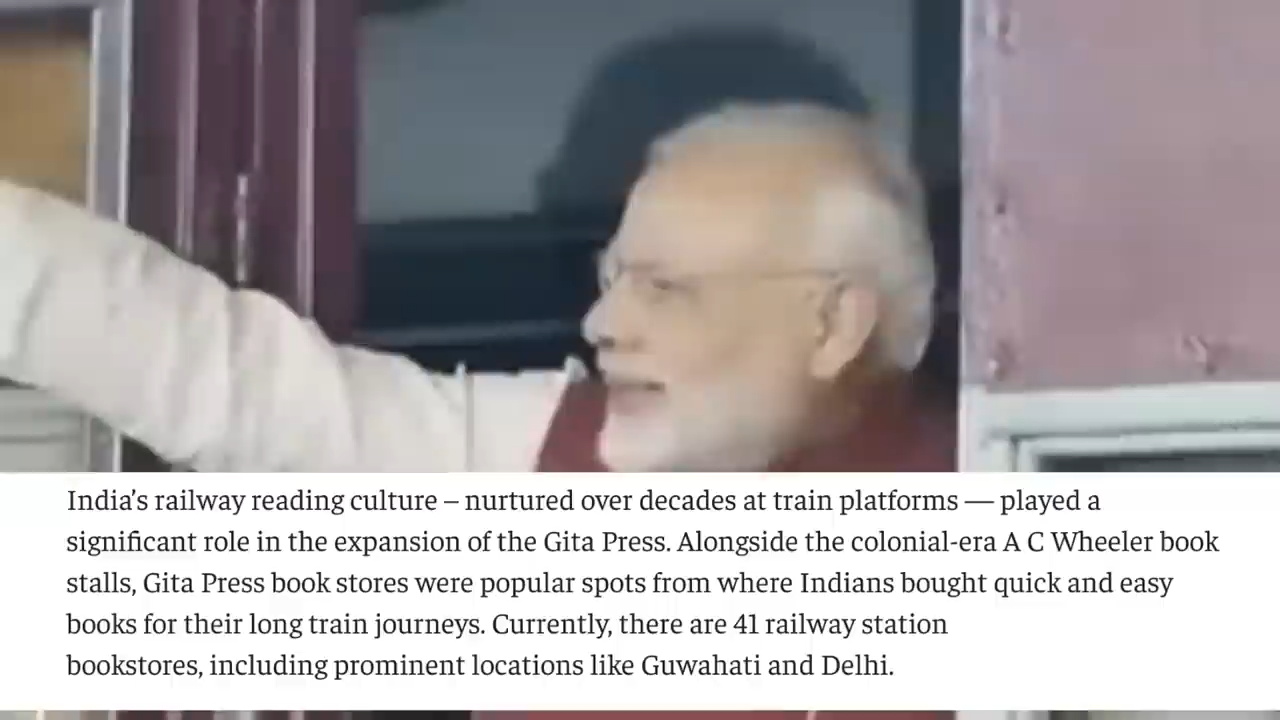 India’s railway reading culture – nurtured over decades at train platforms — played a
significant role in the expansion of the Gita Press. Alongside the colonial-era A C Wheeler book
stalls, Gita Press book stores were popular spots from where Indians bought quick and easy
books for their long train journeys. Currently, there are 41 railway station
bookstores, including prominent locations like Guwahati and Delhi.